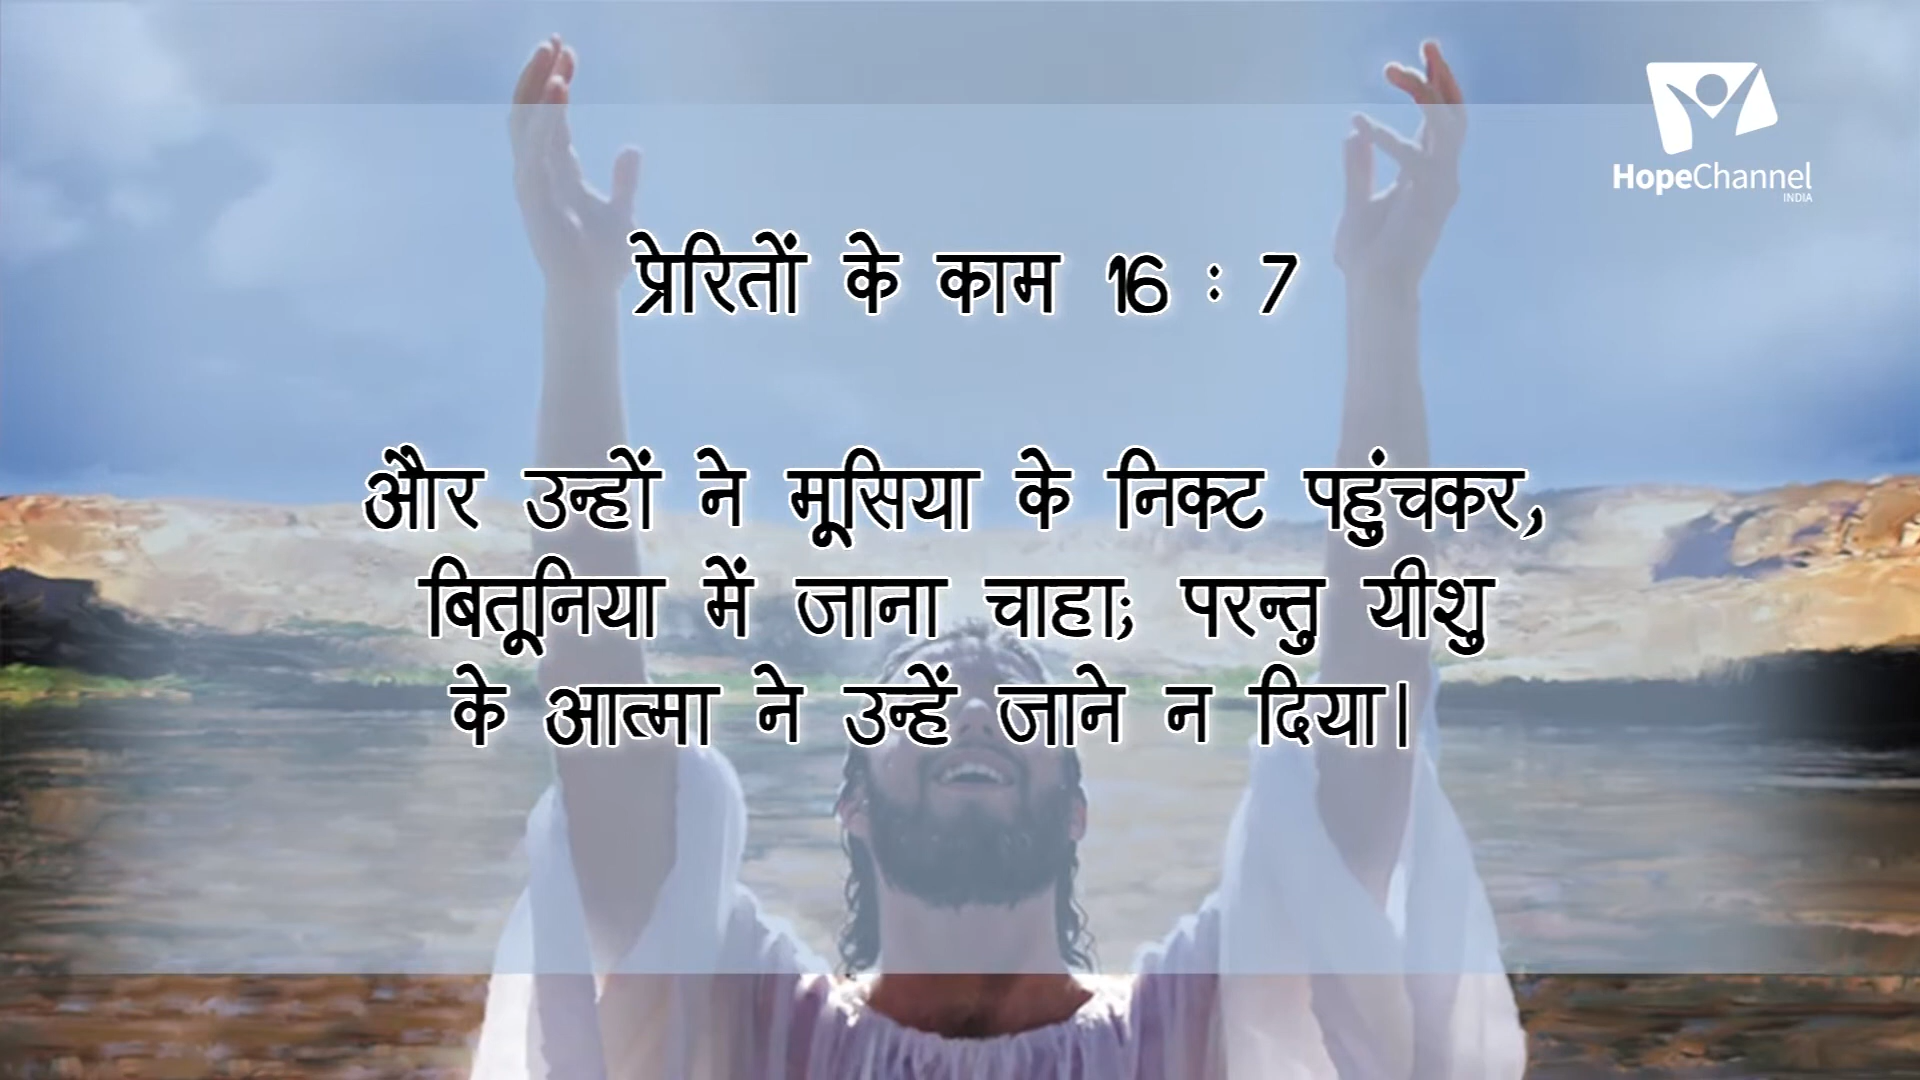 HopeChannel
INDIA
प्रेरितों के काम 16 : 7
और उन्हों ने मूसिया के निकट पहुंचकर,
बितूनिया में जाना चाहा; परन्तु यीशु
के आत्मा ने उन्हें जाने न दिया।